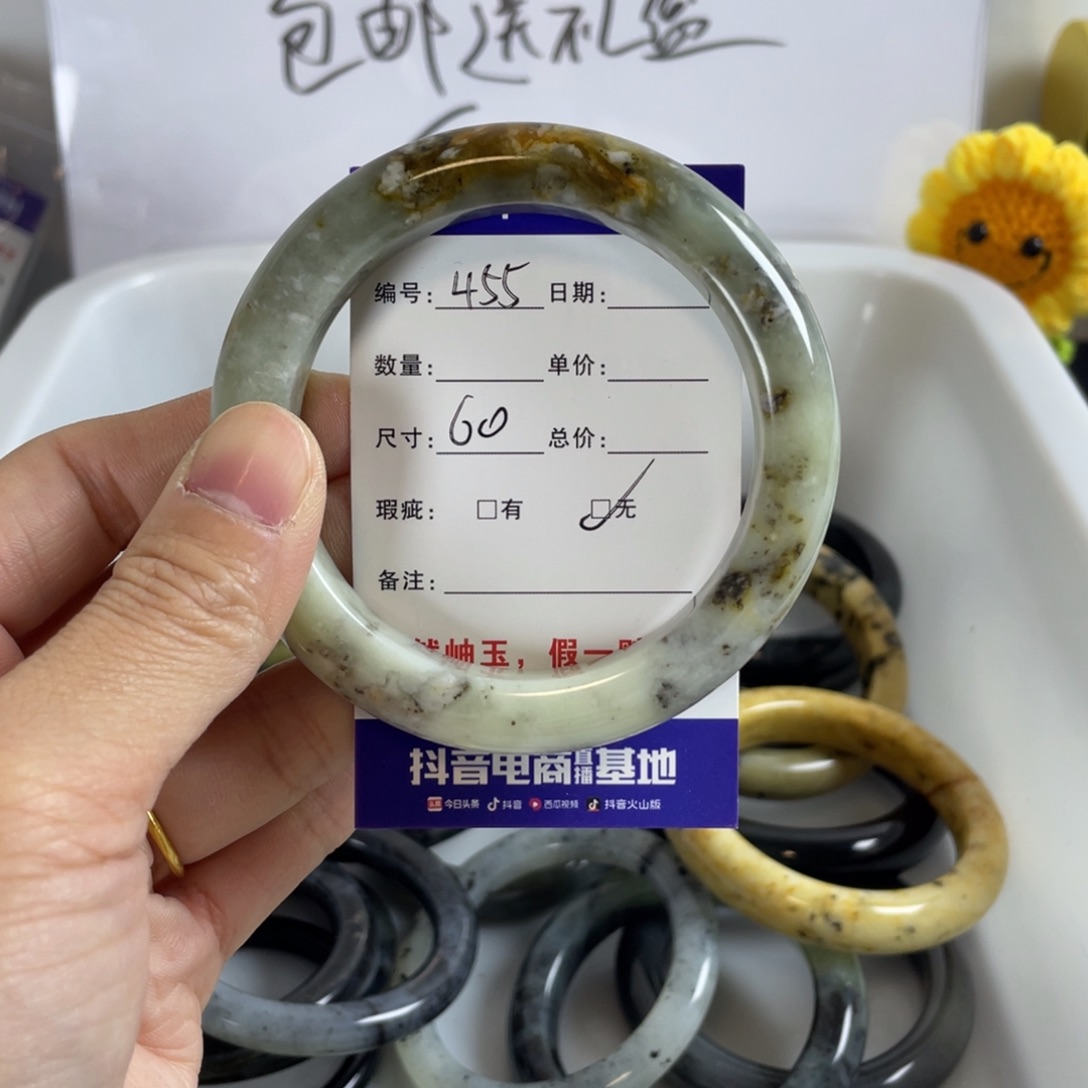 包邮送礼盒
编号：455 日期：
数量： 单价：
尺寸：60 总价：
瑕疵： □有 □无
备注：
岫玉，假一
抖音电商直播基地
今日头条 抖音 西瓜视频 抖音火山版